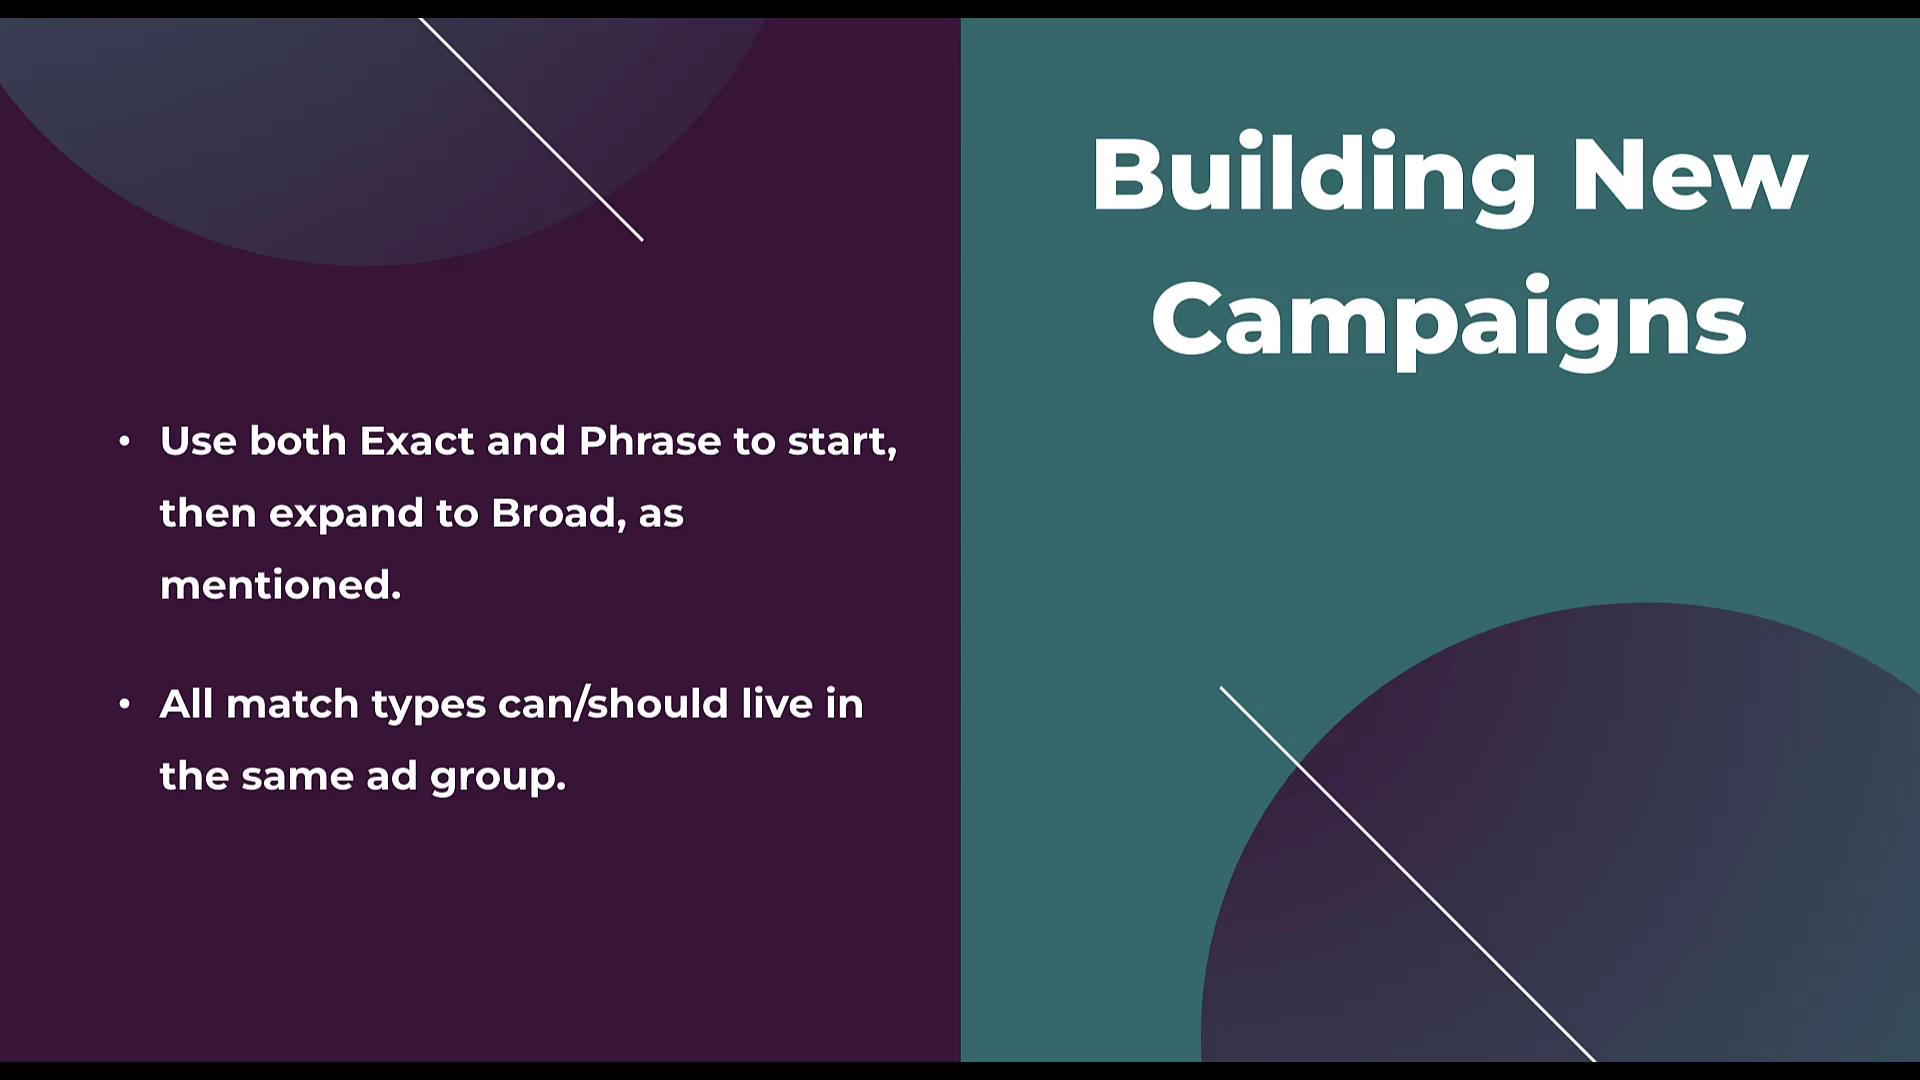 Building New
Campaigns
• Use both Exact and Phrase to start,
then expand to Broad, as
mentioned.
• All match types can/should live in
the same ad group.